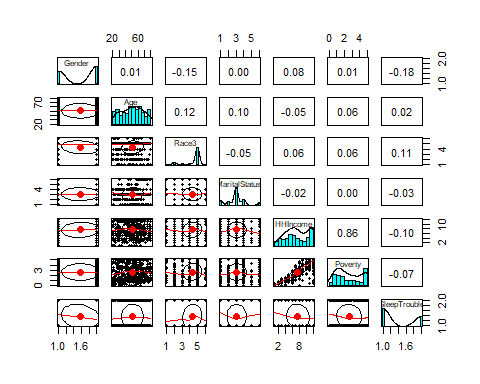 20 60 1 3 5 0 2 4
Gender 0.01 -0.15 0.00 0.08 0.01 -0.18 1.0 2.0
20 70 Age 0.12 0.10 -0.05 0.06 0.02
Race3 -0.05 0.06 0.06 0.11 1 4
1 4 MaritalStatus -0.02 0.00 -0.03
HHIncome 0.86 -0.10 2 10
0 3 Poverty -0.07
SleepTrouble 1.0 2.0
1.0 1.6 1 3 5 2 8 1.0 1.6